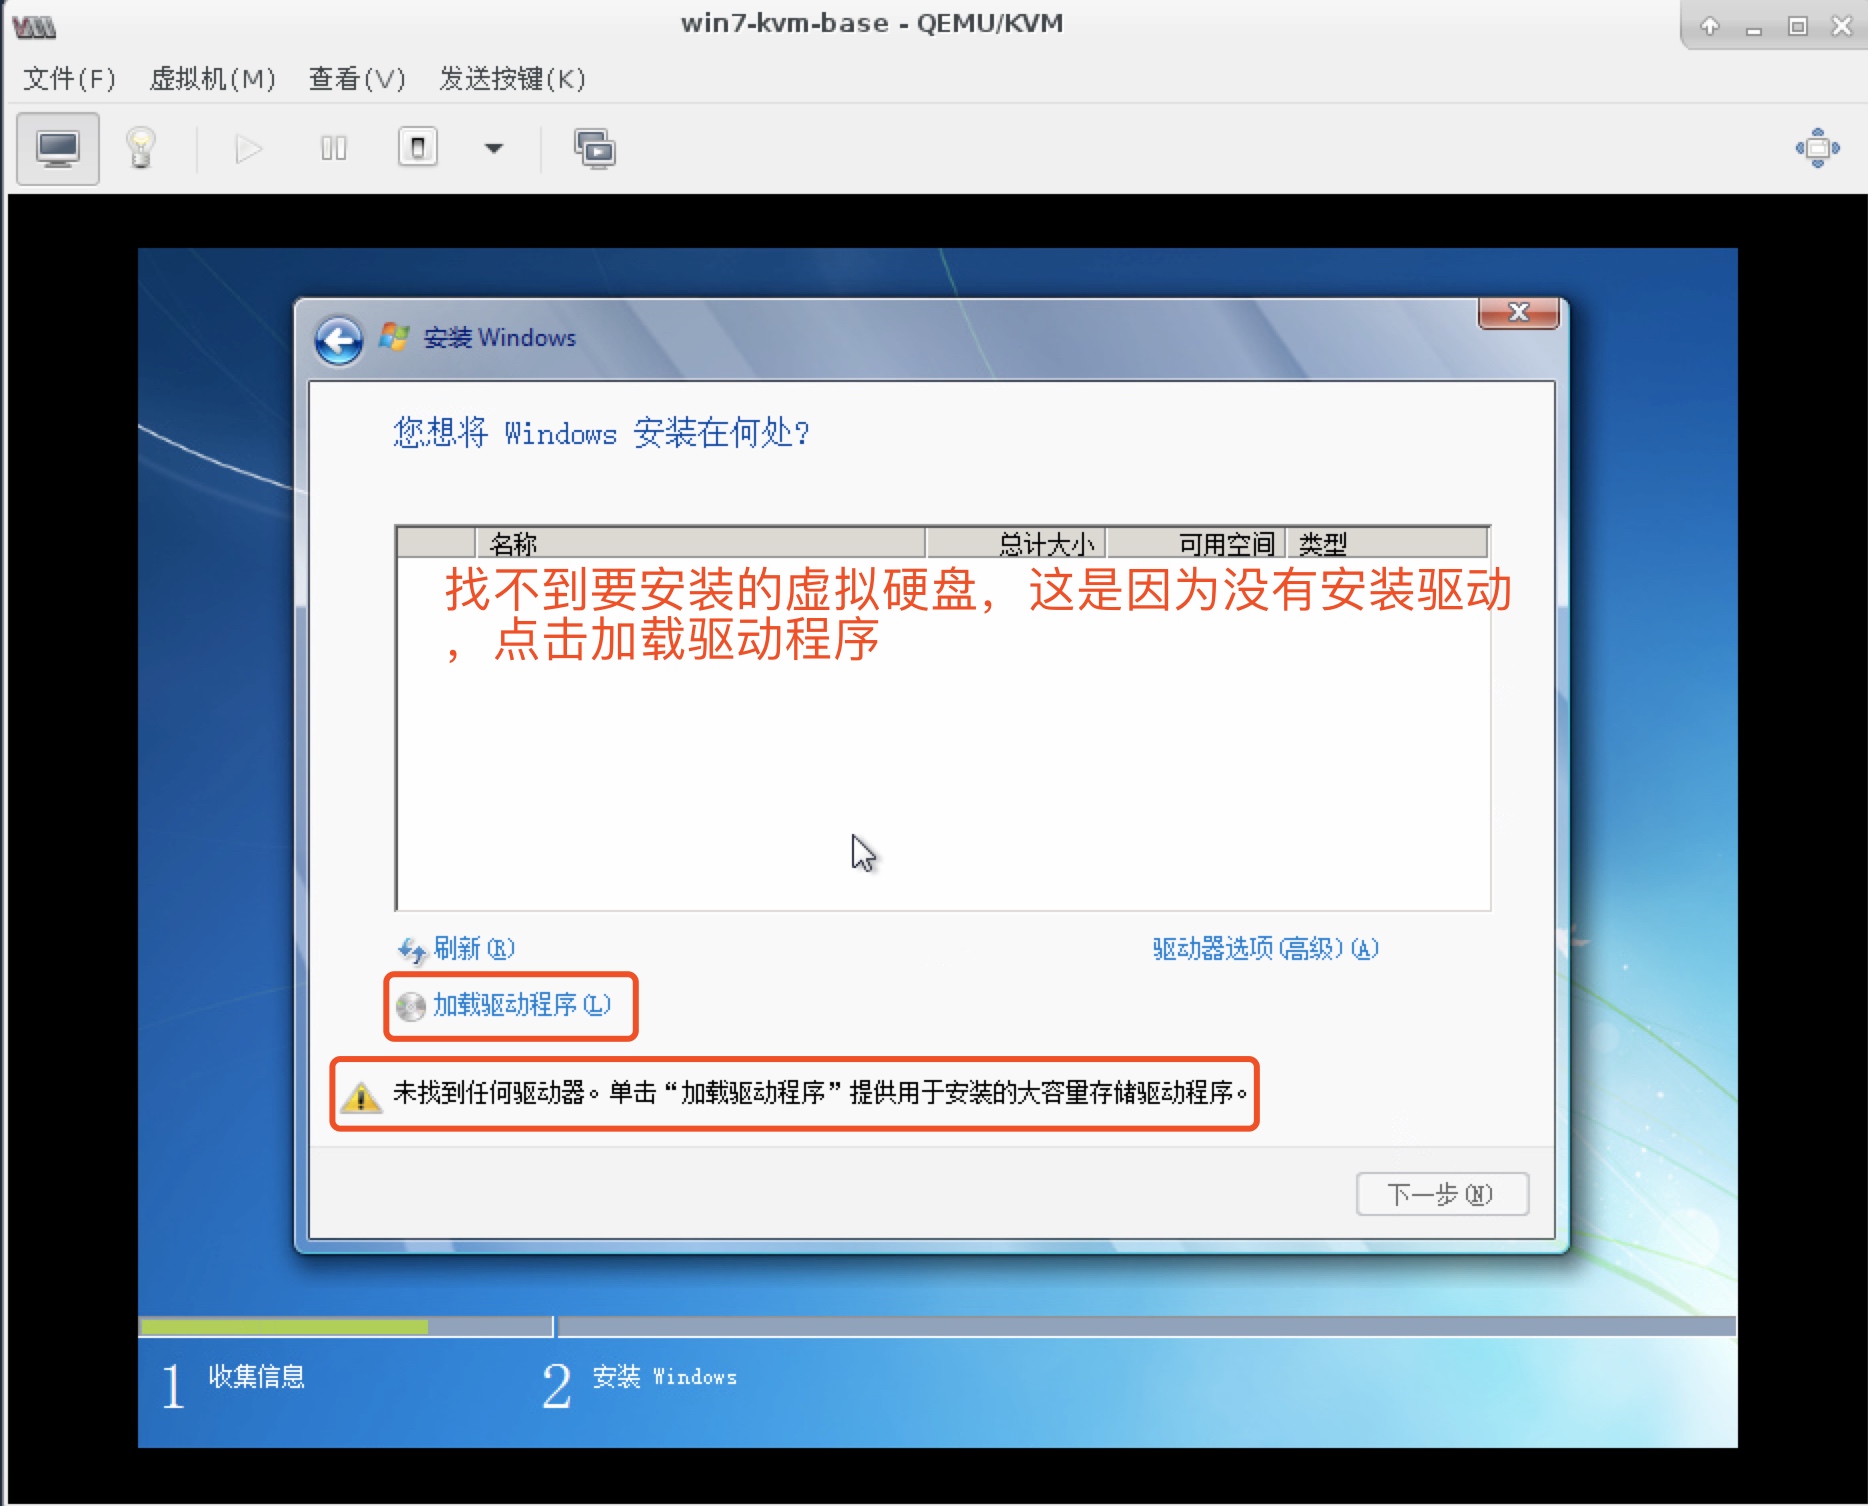 win7-kvm-base - QEMU/KVM
文件(F) 虚拟机(M) 查看(V) 发送按键(K)
安装 Windows
您想将 Windows 安装在何处?
名称 总计大小 可用空间 类型
找不到要安装的虚拟硬盘，这是因为没有安装驱动
，点击加载驱动程序
刷新(R) 驱动器选项(高级)(A)
加载驱动程序(L)
未找到任何驱动器。单击“加载驱动程序”提供用于安装的大容量存储驱动程序。
下一步(N)
1 收集信息 2 安装 Windows